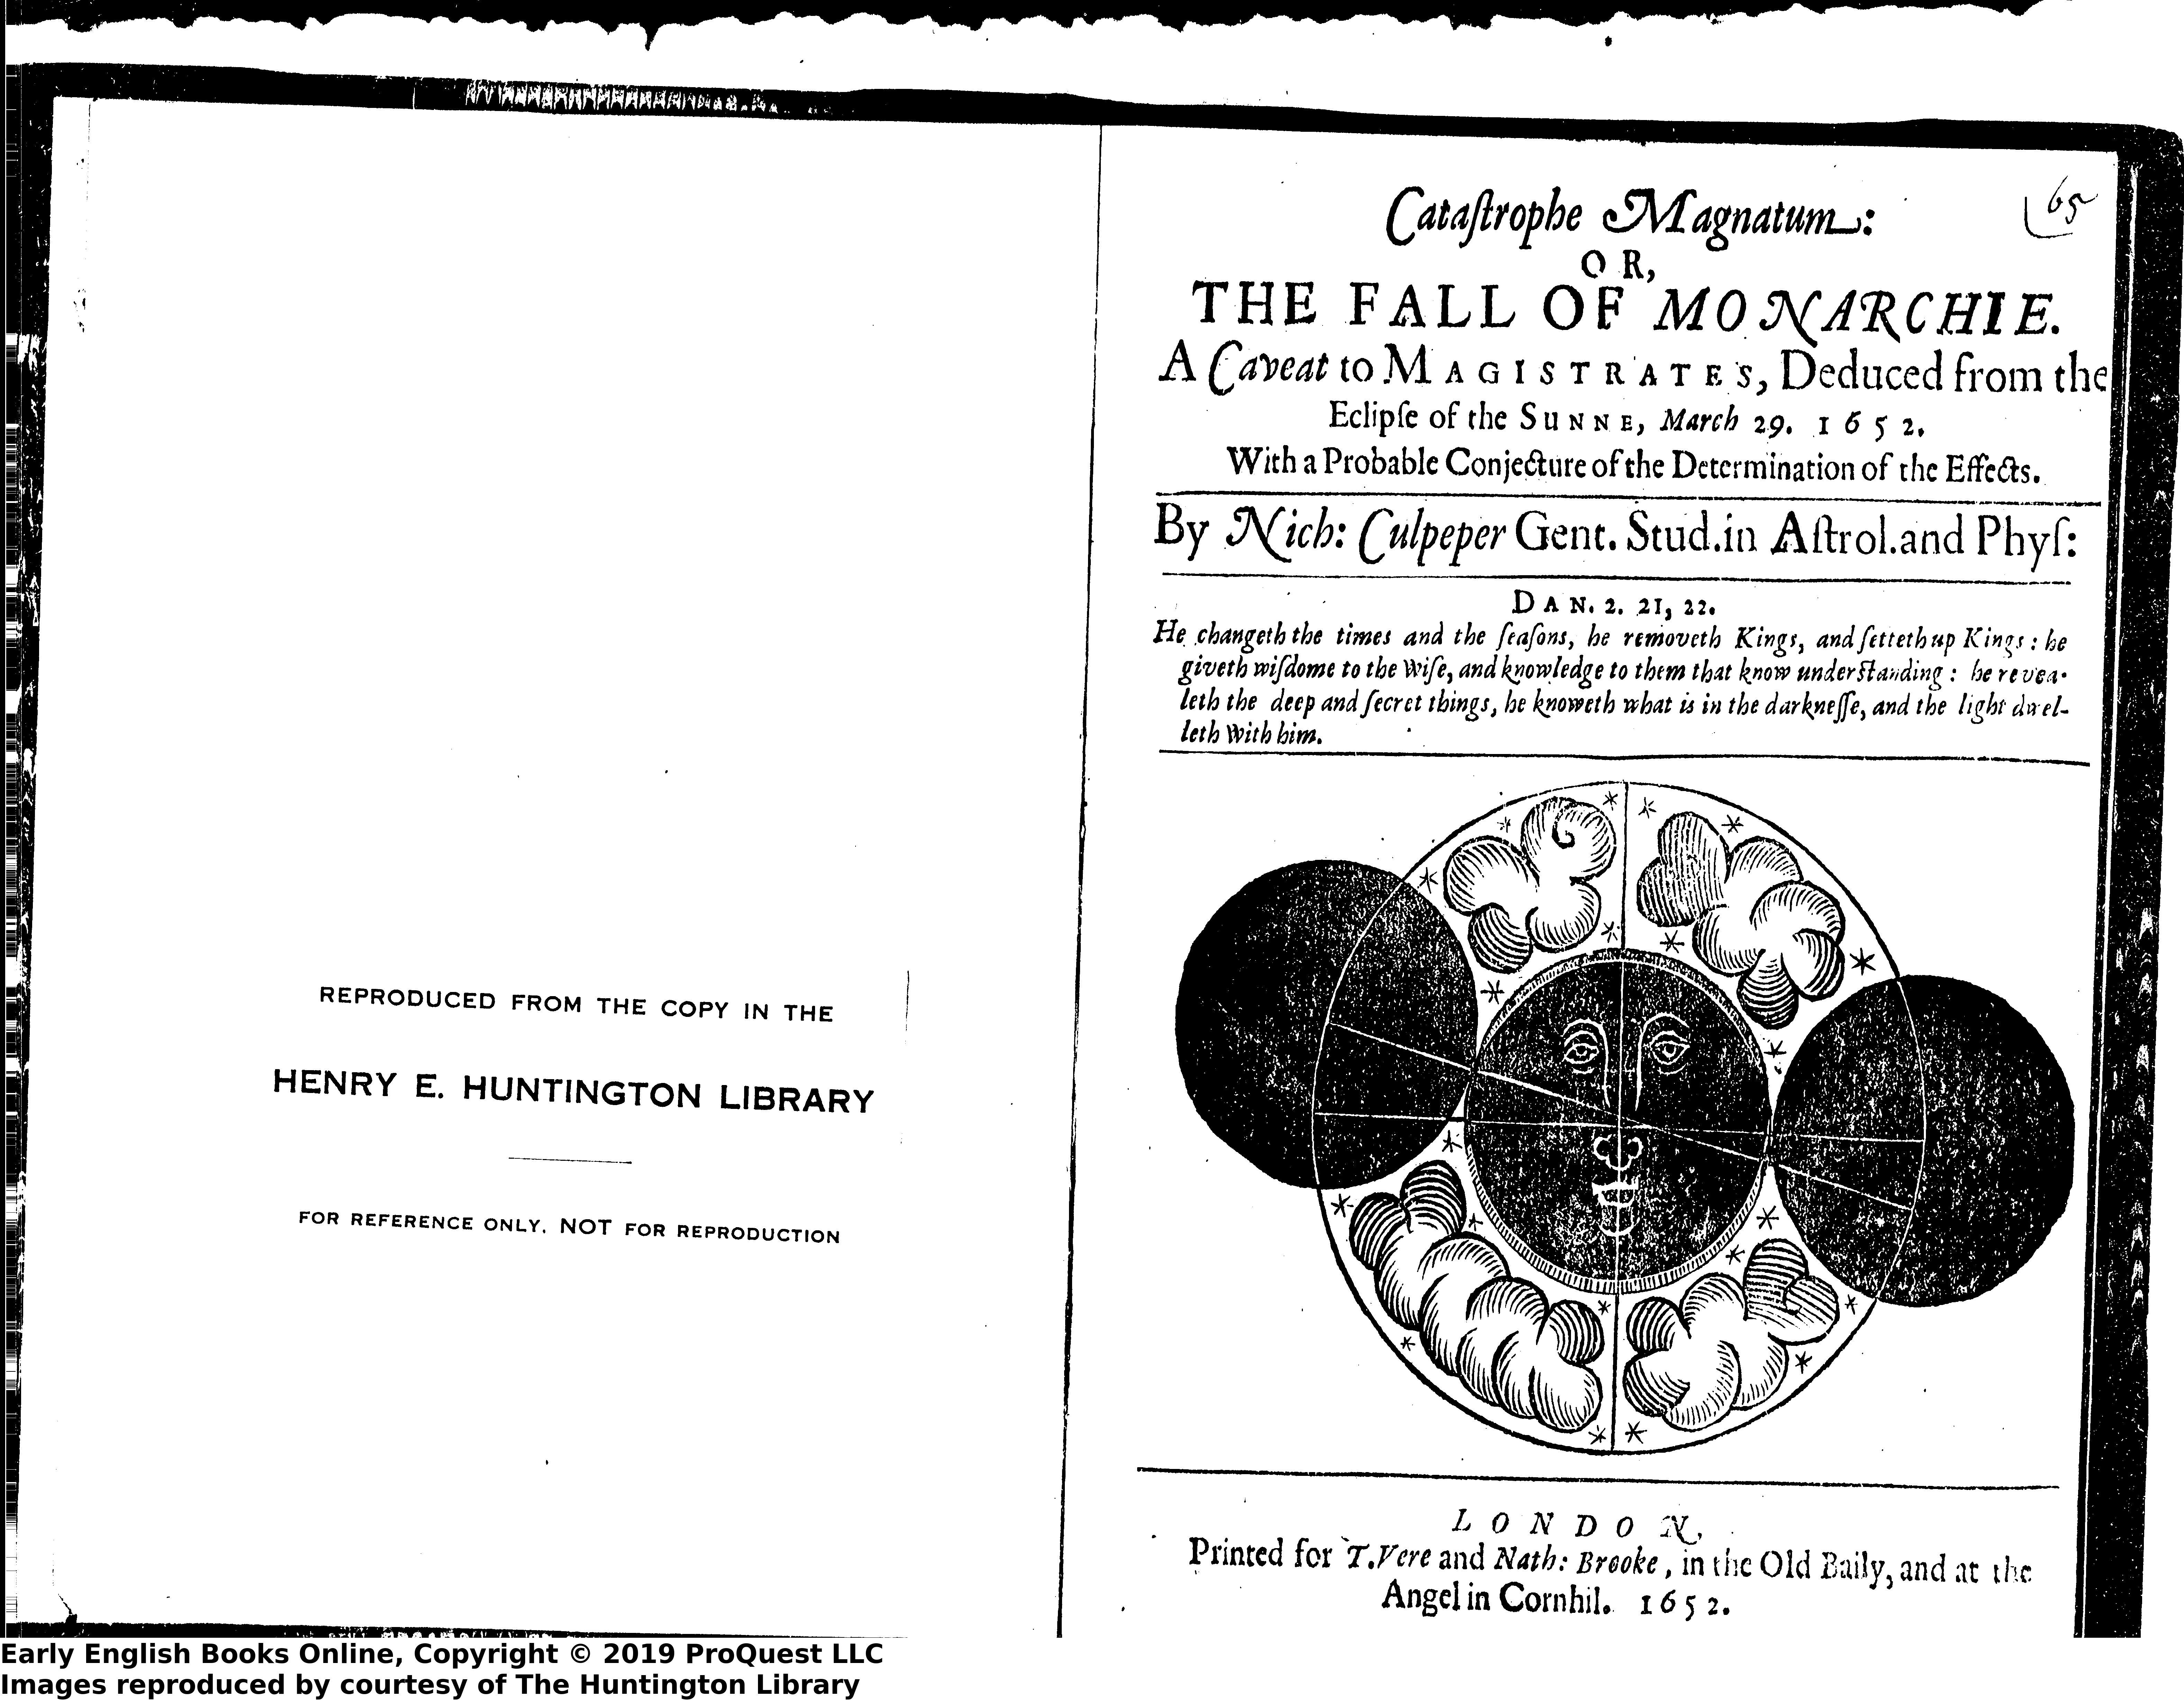 REPRODUCED FROM THE COPY IN THE
HENRY E. HUNTINGTON LIBRARY
FOR REFERENCE ONLY. NOT FOR REPRODUCTION
65
Cataſtrophe Magnatum:
OR,
THE FALL OF MONARCHIE.
A Caveat to MAGISTRATES, Deduced from the
Eclipſe of the SUNNE, March 29. 1652.
With a Probable Conjecture of the Determination of the Effects.
By Nich: Culpeper Gent. Stud. in Aſtrol. and Phyſ:
DAN. 2. 21, 22.
He changeth the times and the ſeaſons, he removeth Kings, and ſetteth up Kings: he
giveth wiſdome to the wiſe, and knowledge to them that know underſtanding: he revea-
leth the deep and ſecret things, he knoweth what is in the darkneſſe, and the light dwel-
leth with him.
LONDON,
Printed for T. Vere and Nath: Brooke, in the Old Baily, and at the
Angel in Cornhil. 1652.
Early English Books Online, Copyright © 2019 ProQuest LLC
Images reproduced by courtesy of The Huntington Library